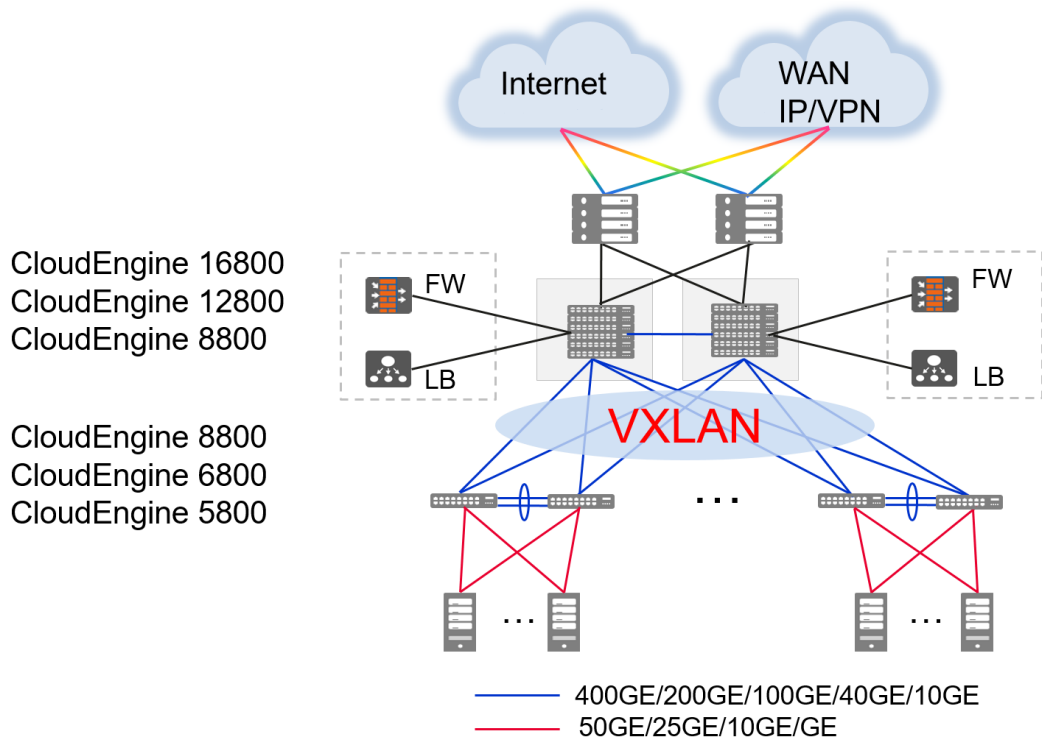 Internet
WAN
IP/VPN
CloudEngine 16800
CloudEngine 12800
CloudEngine 8800
FW
LB
FW
LB
VXLAN
CloudEngine 8800
CloudEngine 6800
CloudEngine 5800
...
... ...
400GE/200GE/100GE/40GE/10GE
50GE/25GE/10GE/GE